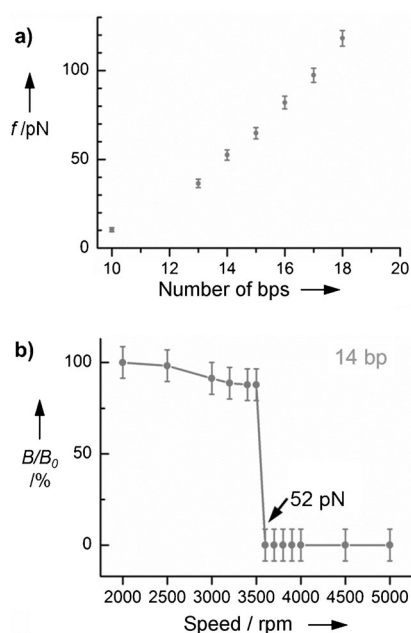 a)
100
f/pN
50
0
10 12 14 16 18 20
Number of bps
b)
14 bp
100
50
B/B0
/%
52 pN
0
2000 2500 3000 3500 4000 4500 5000
Speed / rpm